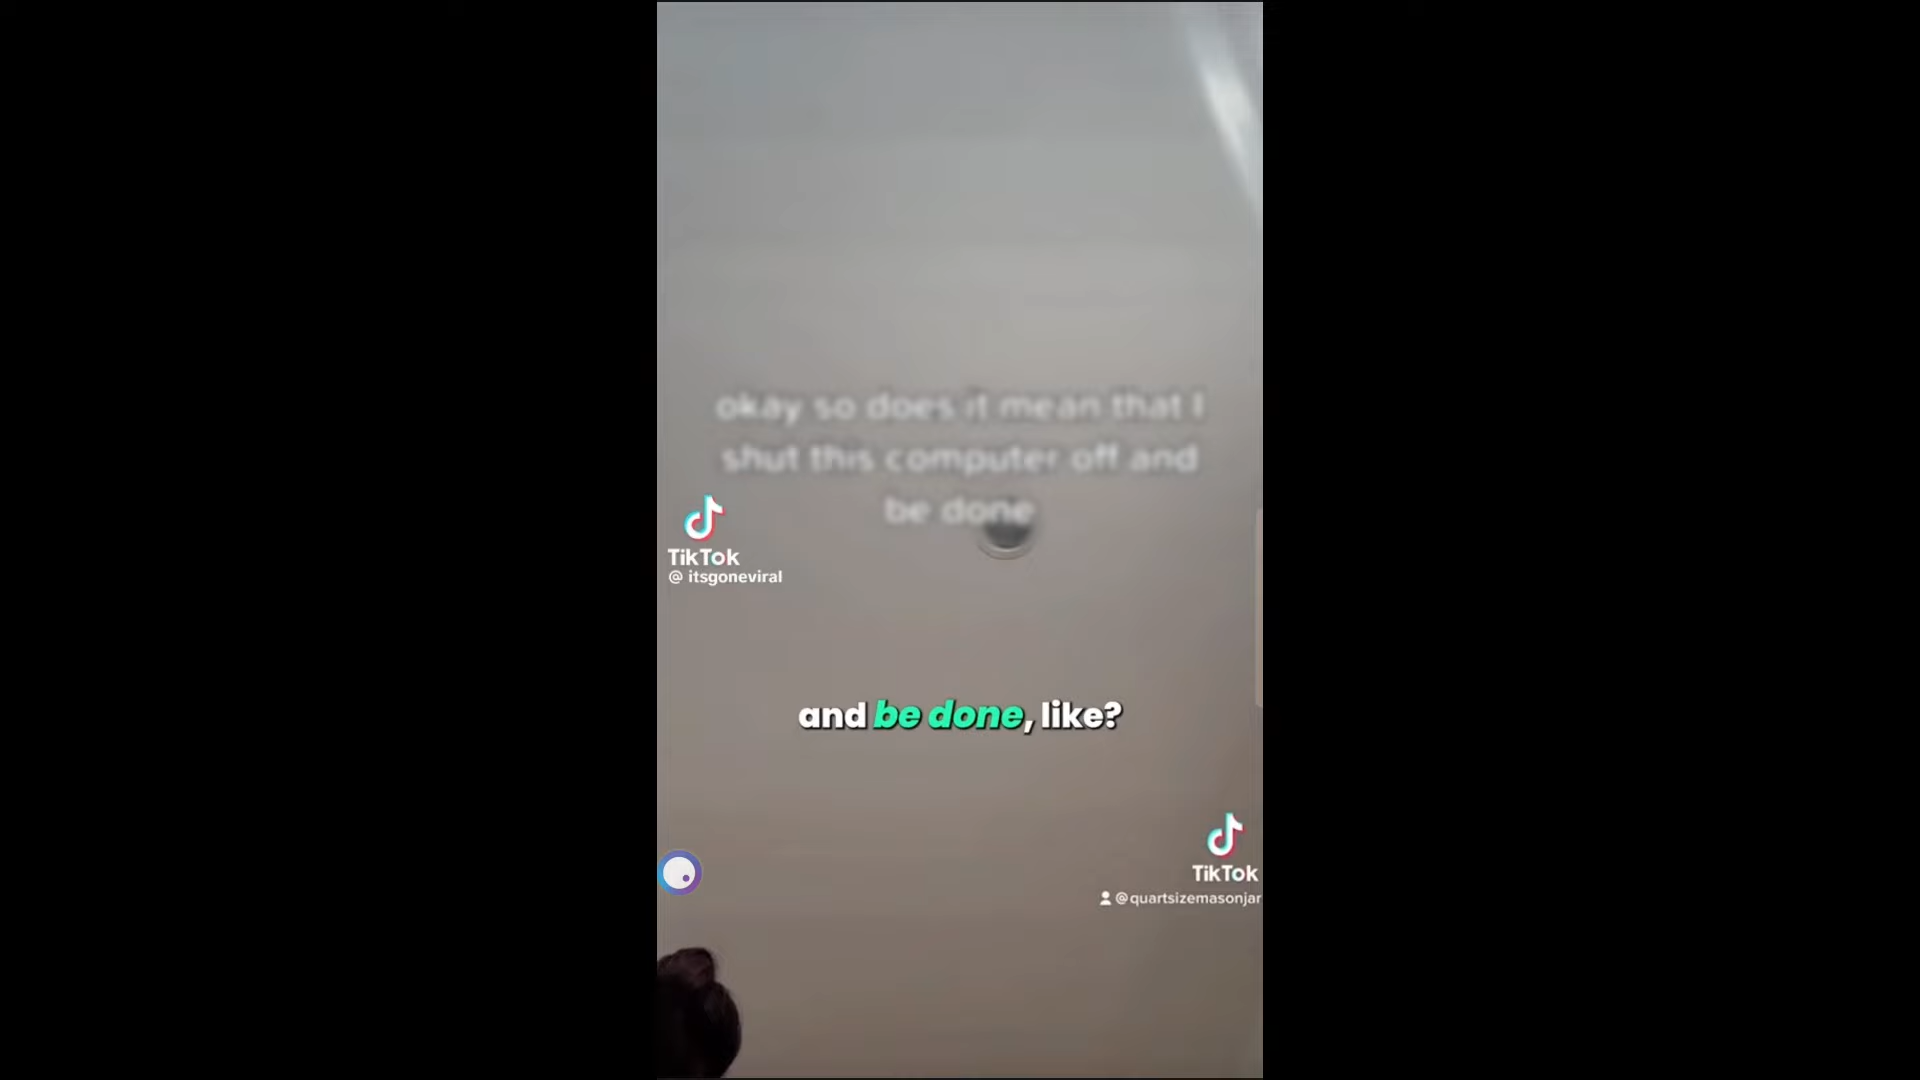 okay so does it mean that I
shut this computer off and
be done
TikTok
@ itsgoneviral
and be done, like?
TikTok
@quartsizemasonjar